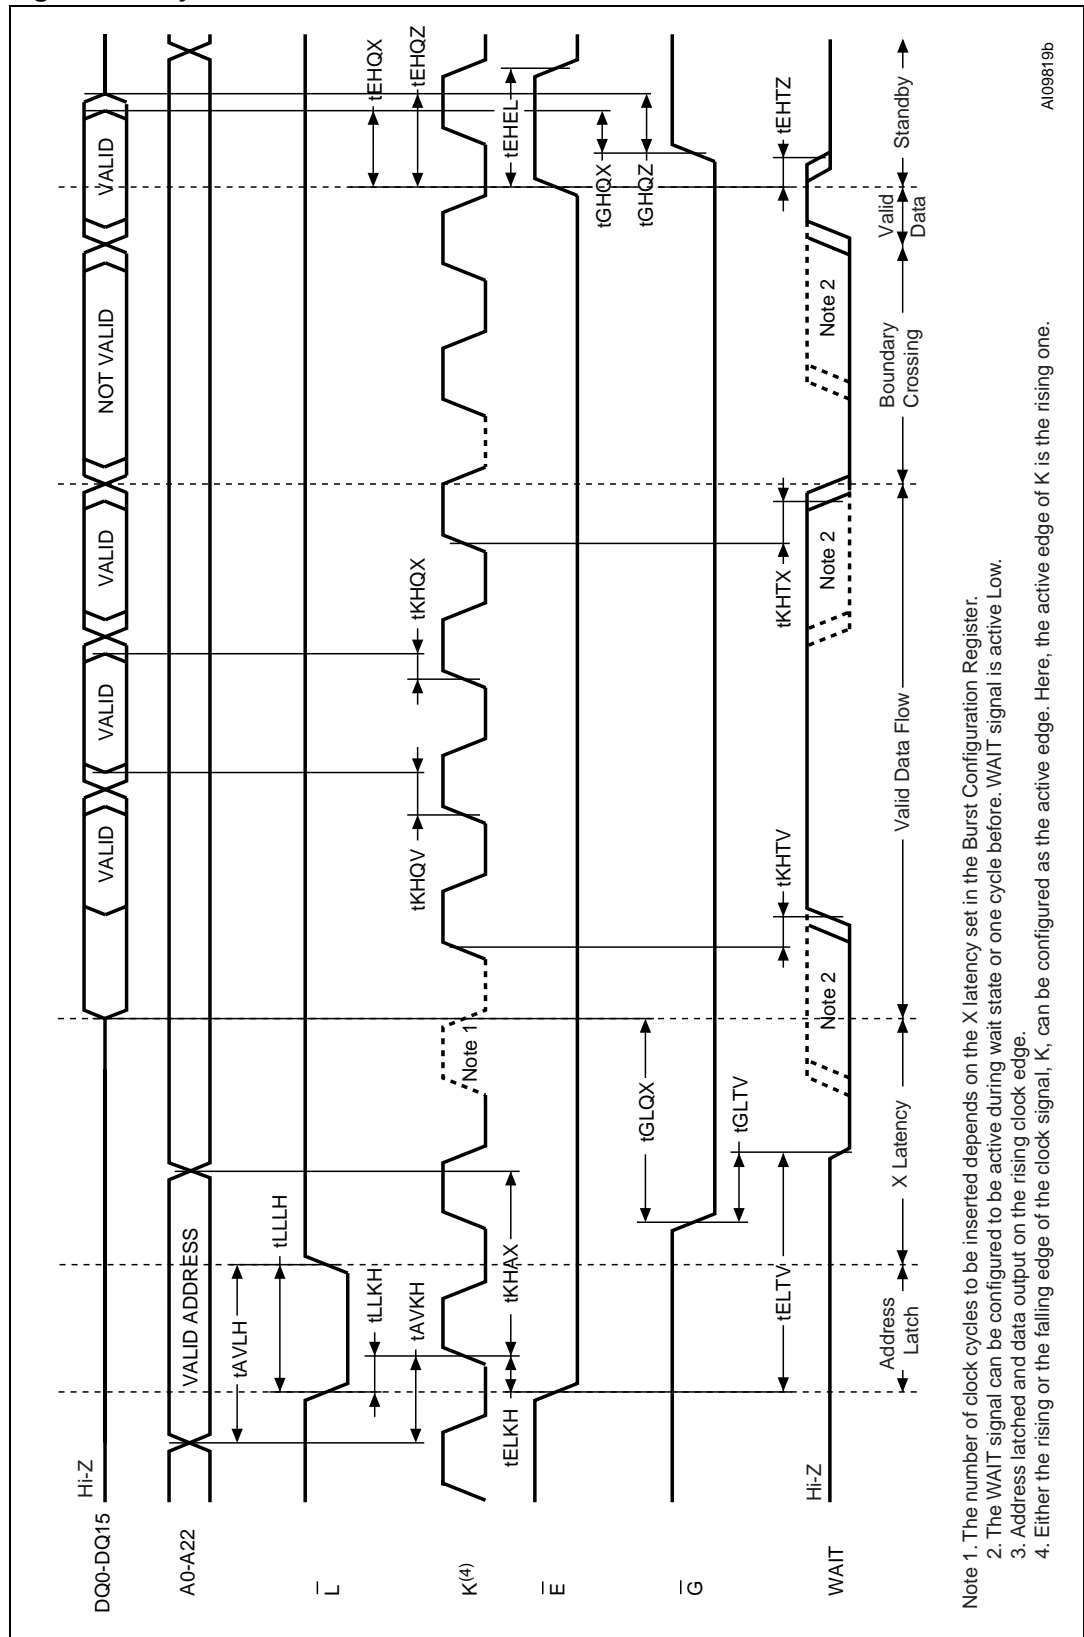 DQ0-DQ15
Hi-Z
VALID
VALID
VALID
NOT VALID
VALID
A0-A22
VALID ADDRESS
tAVLH
tLLLH
L
tLLKH
tAVKH
tKHQV
tKHQX
tEHQX
tEHQZ
K(4)
Note 1
tELKH
tKHAX
tEHEL
E
tGLQX
tGHQX
tGHQZ
G
tGLTV
tELTV
tKHTV
tKHTX
tEHTZ
WAIT
Hi-Z
Note 2
Note 2
Note 2
Address
Latch
X Latency
Valid Data Flow
Boundary
Crossing
Valid
Data
Standby
Note 1. The number of clock cycles to be inserted depends on the X latency set in the Burst Configuration Register.
2. The WAIT signal can be configured to be active during wait state or one cycle before. WAIT signal is active Low.
3. Address latched and data output on the rising clock edge.
4. Either the rising or the falling edge of the clock signal, K, can be configured as the active edge. Here, the active edge of K is the rising one.
AI09819b